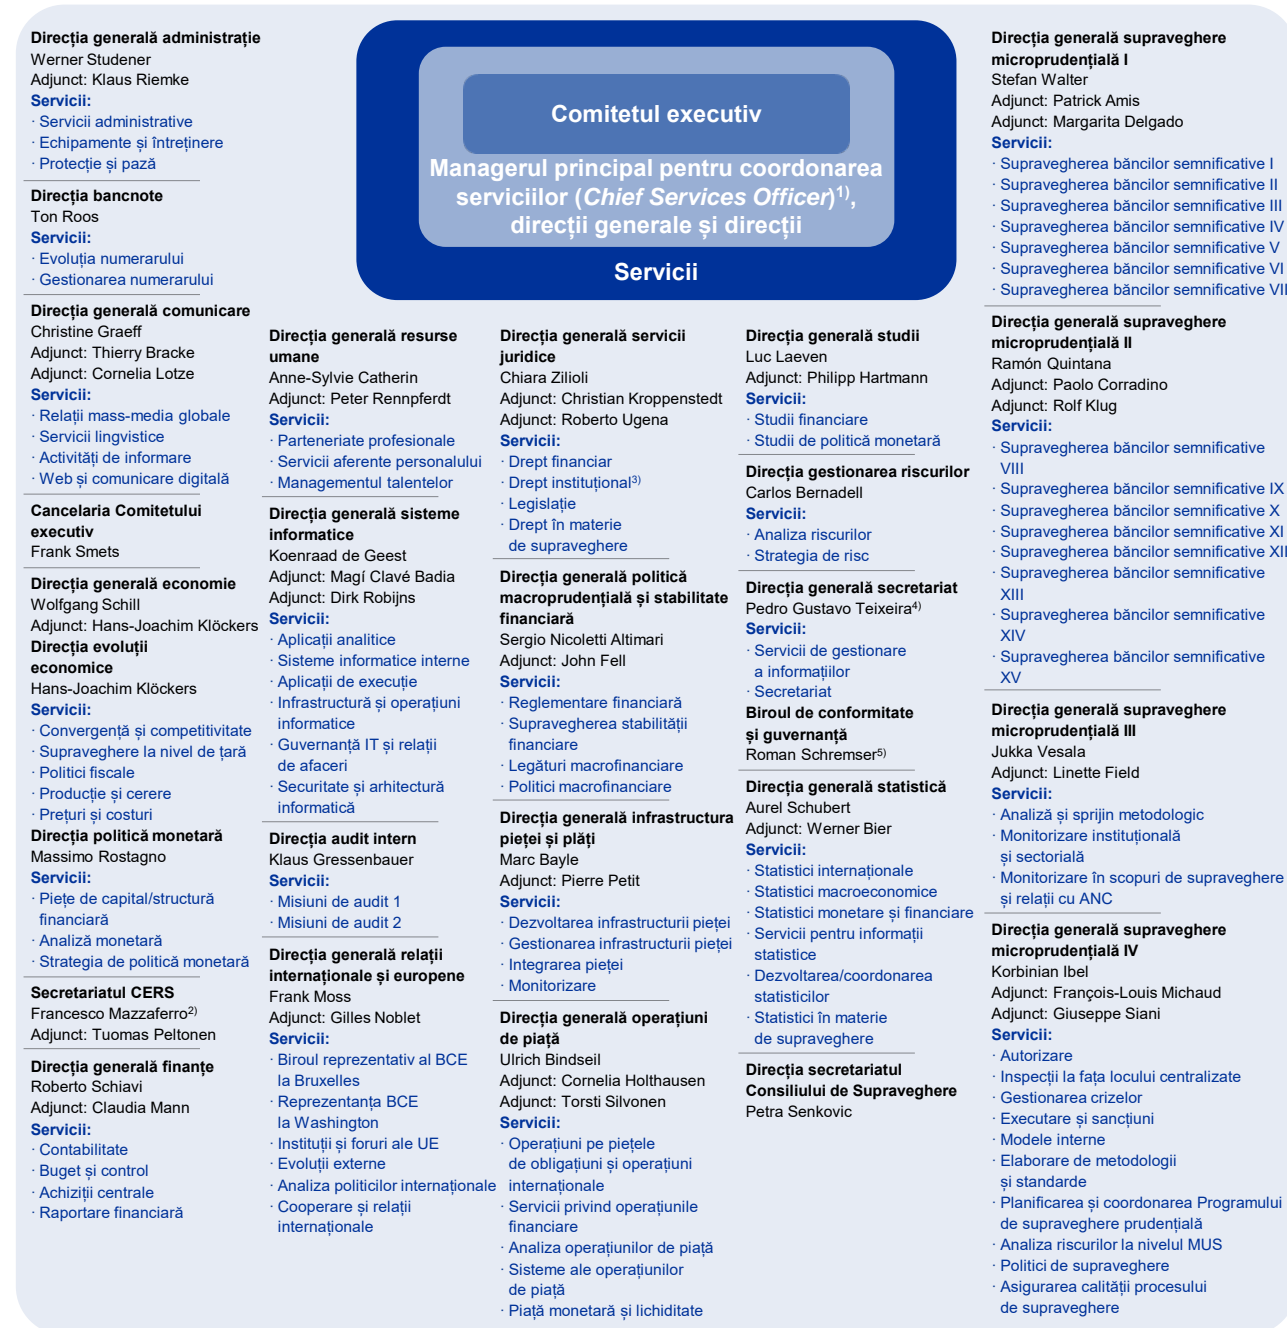 Direcția generală administrație
Werner Studener
Adjunct: Klaus Riemke
Servicii:
· Servicii administrative
· Echipamente și întreținere
· Protecție și pază
Direcția bancnote
Ton Roos
Servicii:
· Evoluția numerarului
· Gestionarea numerarului
Direcția generală comunicare
Christine Graeff
Adjunct: Thierry Bracke
Adjunct: Cornelia Lotze
Servicii:
· Relații mass-media globale
· Servicii lingvistice
· Activități de informare
· Web și comunicare digitală
Cancelaria Comitetului
executiv
Frank Smets
Direcția generală economie
Wolfgang Schill
Adjunct: Hans-Joachim Klöckers
Direcția evoluții
economice
Hans-Joachim Klöckers
Servicii:
· Convergență și competitivitate
· Supraveghere la nivel de țară
· Politici fiscale
· Producție și cerere
· Prețuri și costuri
Direcția politică monetară
Massimo Rostagno
Servicii:
· Piețe de capital/structură
financiară
· Analiză monetară
· Strategia de politică monetară
Secretariatul CERS
Francesco Mazzaferro2)
Adjunct: Tuomas Peltonen
Direcția generală finanțe
Roberto Schiavi
Adjunct: Claudia Mann
Servicii:
· Contabilitate
· Buget și control
· Achiziții centrale
· Raportare financiară
Comitetul executiv
Managerul principal pentru coordonarea
serviciilor (Chief Services Officer)1),
direcții generale și direcții
Servicii
Direcția generală resurse
umane
Anne-Sylvie Catherin
Adjunct: Peter Rennpferdt
Servicii:
· Parteneriate profesionale
· Servicii aferente personalului
· Managementul talentelor
Direcția generală sisteme
informatice
Koenraad de Geest
Adjunct: Magí Clavé Badia
Adjunct: Dirk Robijns
Servicii:
· Aplicații analitice
· Sisteme informatice interne
· Aplicații de execuție
· Infrastructură și operațiuni
informatice
· Guvernanță IT și relații
de afaceri
· Securitate și arhitectură
informatică
Direcția audit intern
Klaus Gressenbauer
Servicii:
· Misiuni de audit 1
· Misiuni de audit 2
Direcția generală relații
internaționale și europene
Frank Moss
Adjunct: Gilles Noblet
Servicii:
· Biroul reprezentativ al BCE
la Bruxelles
· Reprezentanța BCE
la Washington
· Instituții și foruri ale UE
· Evoluții externe
· Analiza politicilor internaționale
· Cooperare și relații
internaționale
Direcția generală servicii
juridice
Chiara Zilioli
Adjunct: Christian Kroppenstedt
Adjunct: Roberto Ugena
Servicii:
· Drept financiar
· Drept instituțional3)
· Legislație
· Drept în materie
de supraveghere
Direcția generală politică
macroprudențială și stabilitate
financiară
Sergio Nicoletti Altimari
Adjunct: John Fell
Servicii:
· Reglementare financiară
· Supravegherea stabilității
financiare
· Legături macrofinanciare
· Politici macrofinanciare
Direcția generală infrastructura
pieței și plăți
Marc Bayle
Adjunct: Pierre Petit
Servicii:
· Dezvoltarea infrastructurii pieței
· Gestionarea infrastructurii pieței
· Integrarea pieței
· Monitorizare
Direcția generală operațiuni
de piață
Ulrich Bindseil
Adjunct: Cornelia Holthausen
Adjunct: Torsti Silvonen
Servicii:
· Operațiuni pe piețele
de obligațiuni și operațiuni
internaționale
· Servicii privind operațiunile
financiare
· Analiza operațiunilor de piață
· Sisteme ale operațiunilor
de piață
· Piață monetară și lichiditate
Direcția generală studii
Luc Laeven
Adjunct: Philipp Hartmann
Servicii:
· Studii financiare
· Studii de politică monetară
Direcția gestionarea riscurilor
Carlos Bernadell
Servicii:
· Analiza riscurilor
· Strategia de risc
Direcția generală secretariat
Pedro Gustavo Teixeira4)
Servicii:
· Servicii de gestionare
a informațiilor
· Secretariat
Biroul de conformitate
și guvernanță
Roman Schremser5)
Direcția generală statistică
Aurel Schubert
Adjunct: Werner Bier
Servicii:
· Statistici internaționale
· Statistici macroeconomice
· Statistici monetare și financiare
· Servicii pentru informații
statistice
· Dezvoltarea/coordonarea
statisticilor
· Statistici în materie
de supraveghere
Direcția secretariatul
Consiliului de Supraveghere
Petra Senkovic
Direcția generală supraveghere
microprudențială I
Stefan Walter
Adjunct: Patrick Amis
Adjunct: Margarita Delgado
Servicii:
· Supravegherea băncilor semnificative I
· Supravegherea băncilor semnificative II
· Supravegherea băncilor semnificative III
· Supravegherea băncilor semnificative IV
· Supravegherea băncilor semnificative V
· Supravegherea băncilor semnificative VI
· Supravegherea băncilor semnificative VII
Direcția generală supraveghere
microprudențială II
Ramón Quintana
Adjunct: Paolo Corradino
Adjunct: Rolf Klug
Servicii:
· Supravegherea băncilor semnificative
VIII
· Supravegherea băncilor semnificative IX
· Supravegherea băncilor semnificative X
· Supravegherea băncilor semnificative XI
· Supravegherea băncilor semnificative XII
· Supravegherea băncilor semnificative
XIII
· Supravegherea băncilor semnificative
XIV
· Supravegherea băncilor semnificative
XV
Direcția generală supraveghere
microprudențială III
Jukka Vesala
Adjunct: Linette Field
Servicii:
· Analiză și sprijin metodologic
· Monitorizare instituțională
și sectorială
· Monitorizare în scopuri de supraveghere
și relații cu ANC
Direcția generală supraveghere
microprudențială IV
Korbinian Ibel
Adjunct: François-Louis Michaud
Adjunct: Giuseppe Siani
Servicii:
· Autorizare
· Inspecții la fața locului centralizate
· Gestionarea crizelor
· Executare și sancțiuni
· Modele interne
· Elaborare de metodologii
și standarde
· Planificarea și coordonarea Programului
de supraveghere prudențială
· Analiza riscurilor la nivelul MUS
· Politici de supraveghere
· Asigurarea calității procesului
de supraveghere